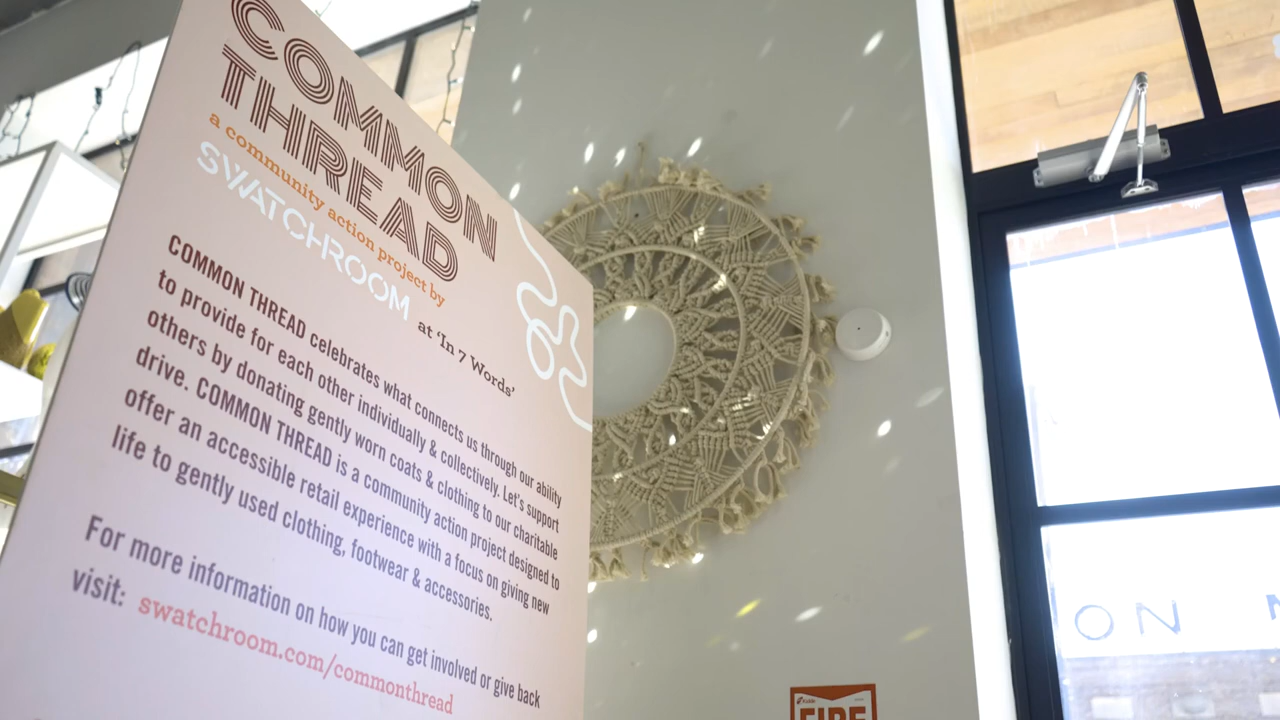 COMMON
THREAD
a community action project by
SWATCHROOM
at 'In 7 Words'
COMMON THREAD celebrates what connects us through our ability
to provide for each other individually & collectively. Let's support
others by donating gently worn coats & clothing to our charitable
drive. COMMON THREAD is a community action project designed to
offer an accessible retail experience with a focus on giving new
life to gently used clothing, footwear & accessories.
For more information on how you can get involved or give back
visit: swatchroom.com/commonthread
Kidde
FIRE
ON